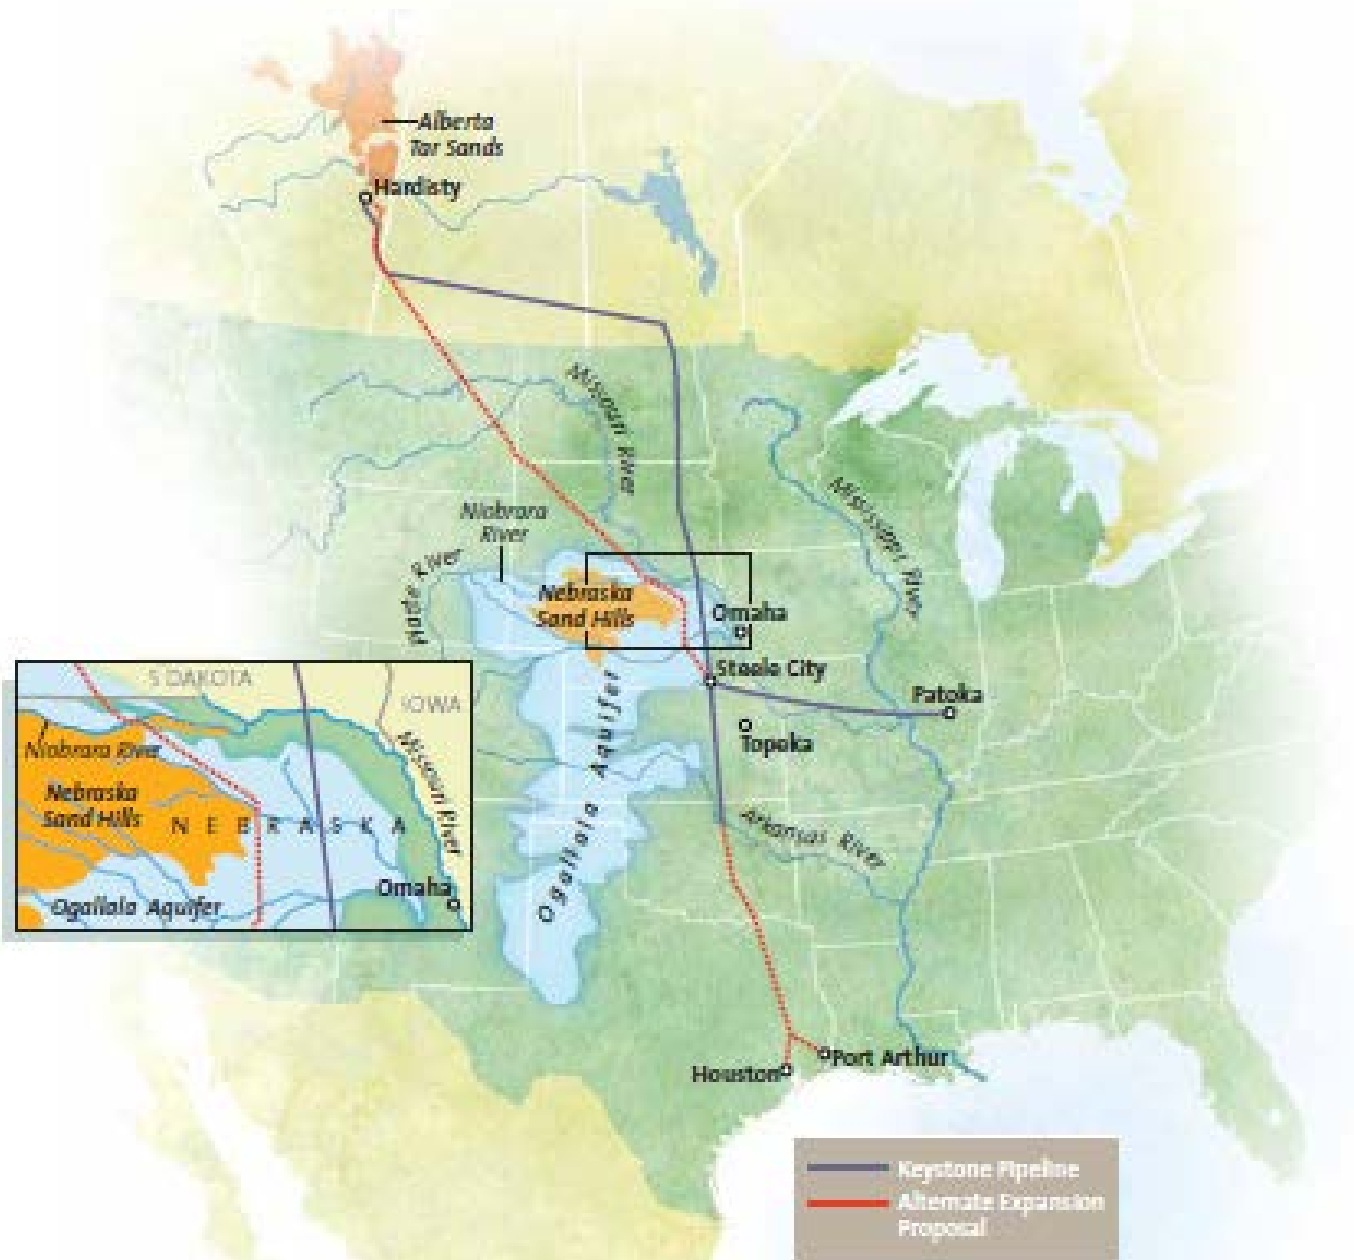 Alberta
Tar Sands
Hardisty
Missouri River
Mississippi River
Niobrara
River
Nebraska
Sand Hills
Omaha
Steele City
Patoka
Topeka
Ogallala Aquifer
Arkansas River
S DAKOTA
IOWA
Niobrara River
Missouri River
Nebraska
Sand Hills
NEBRASKA
Omaha
Ogallala Aquifer
Houston
Port Arthur
Keystone Pipeline
Alternate Expansion
Proposal